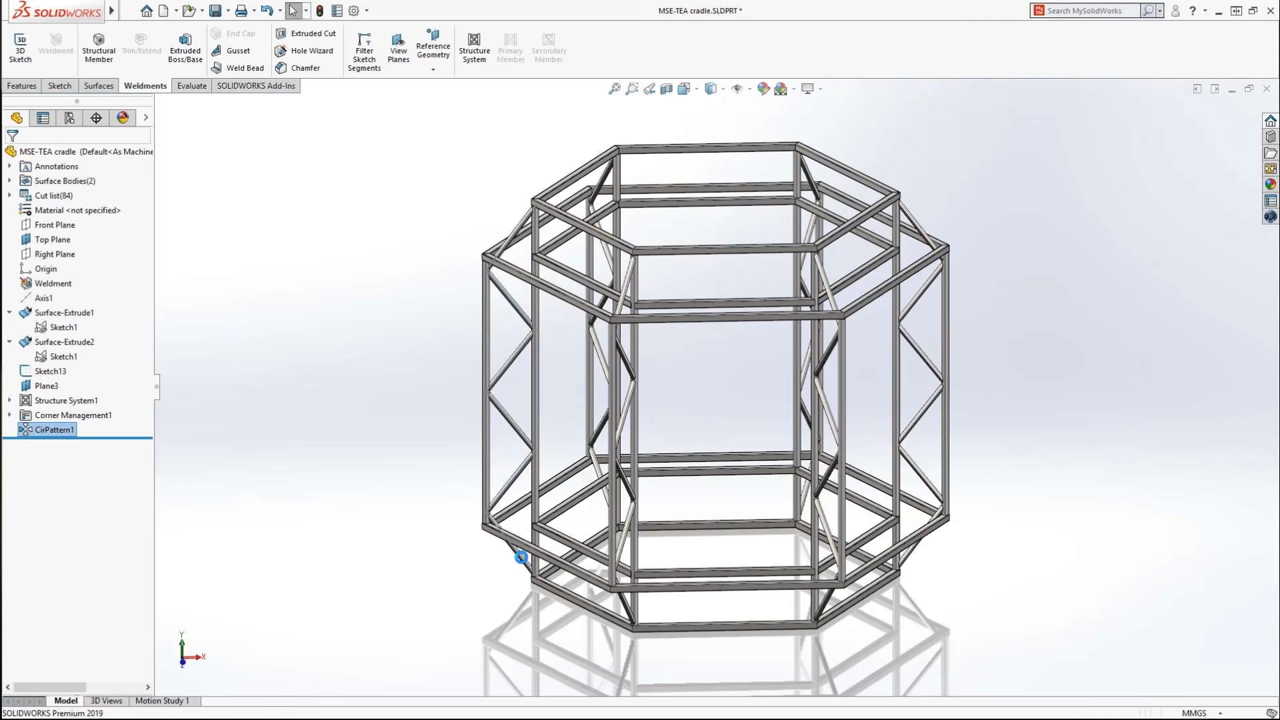 SOLIDWORKS
MSE-TEA cradle.SLDPRT *
Search MySolidWorks
3D Sketch
Weldment
Structural Member
Trim/Extend
Extruded Boss/Base
End Cap
Gusset
Weld Bead
Extruded Cut
Hole Wizard
Chamfer
Filter Sketch Segments
View Planes
Reference Geometry
Structure System
Primary Member
Secondary Member
Features
Sketch
Surfaces
Weldments
Evaluate
SOLIDWORKS Add-Ins
MSE-TEA cradle (Default<As Machine
Annotations
Surface Bodies(2)
Cut list(84)
Material <not specified>
Front Plane
Top Plane
Right Plane
Origin
Weldment
Axis1
Surface-Extrude1
Sketch1
Surface-Extrude2
Sketch1
Sketch13
Plane3
Structure System1
Corner Management1
CirPattern1
Y
X
Z
Model
3D Views
Motion Study 1
SOLIDWORKS Premium 2019
MMGS